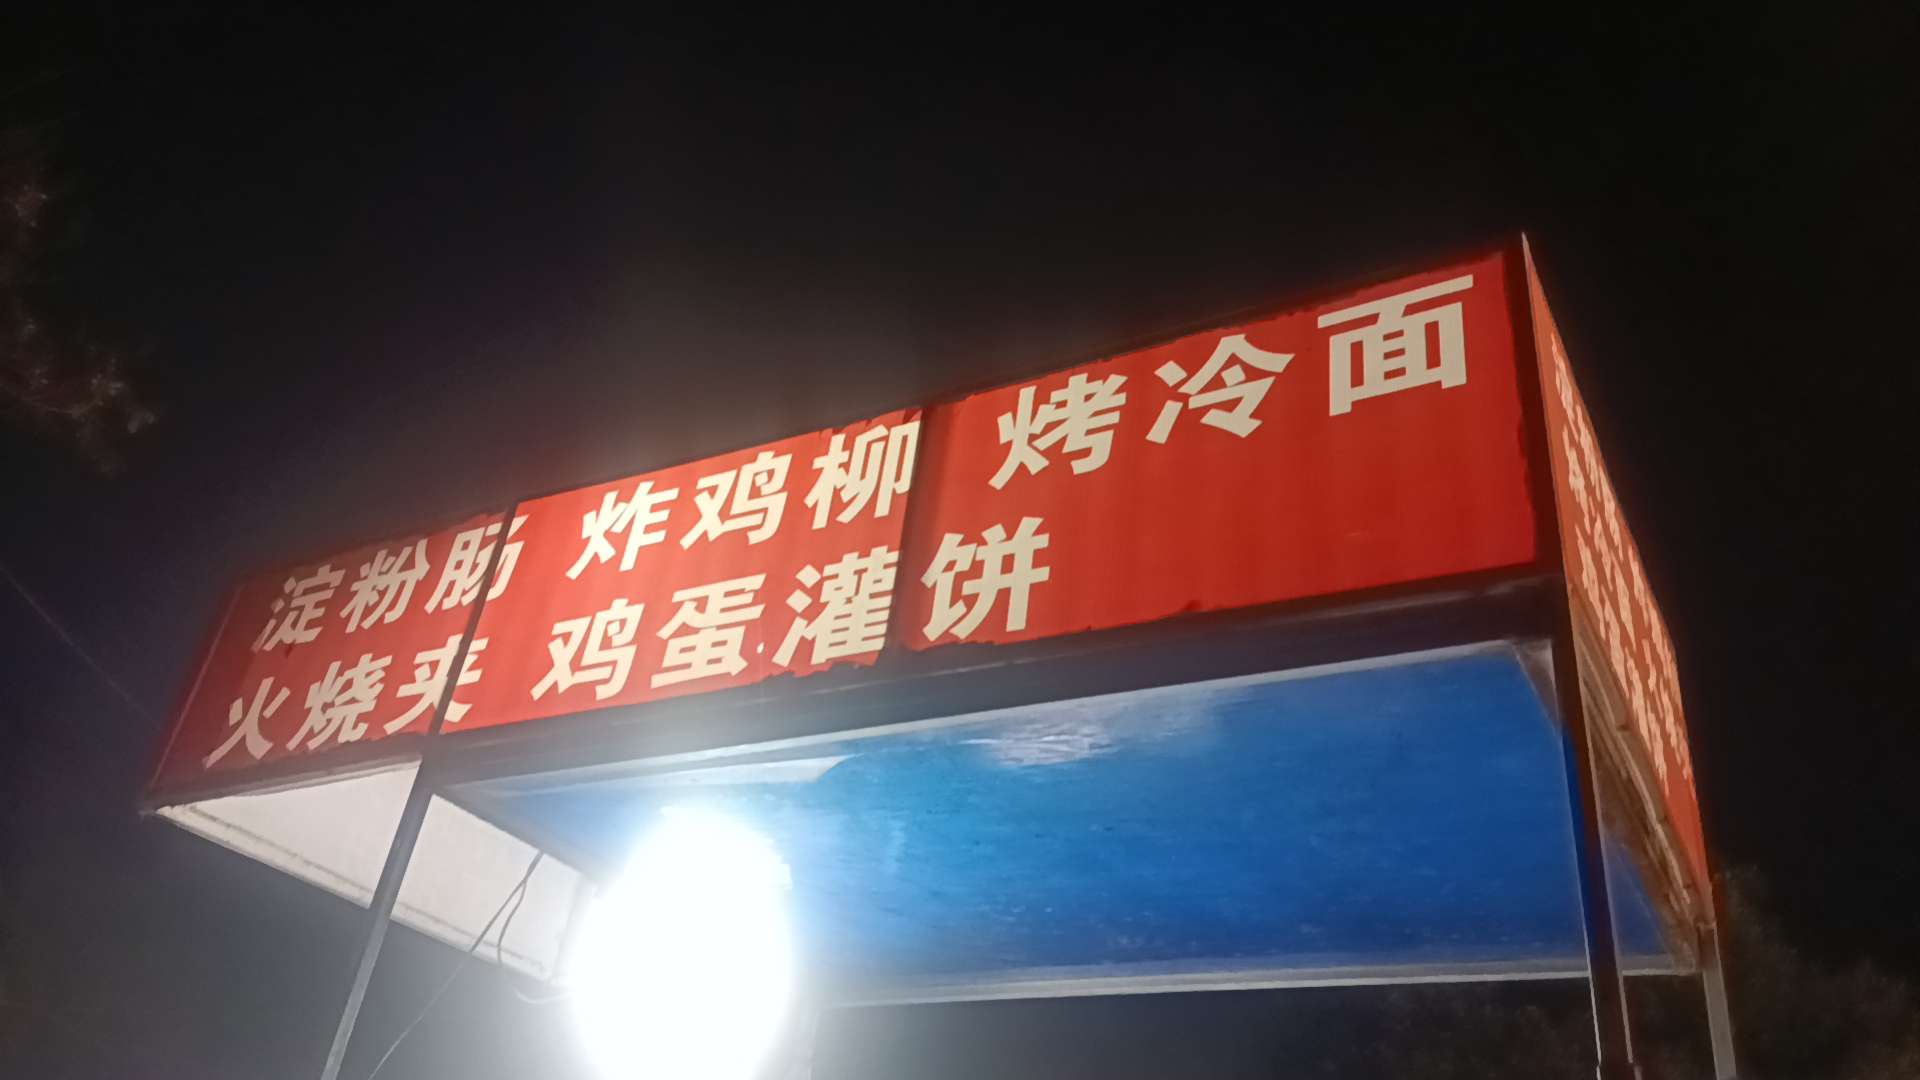 淀粉肠 炸鸡柳 烤冷面
火烧夹 鸡蛋灌饼